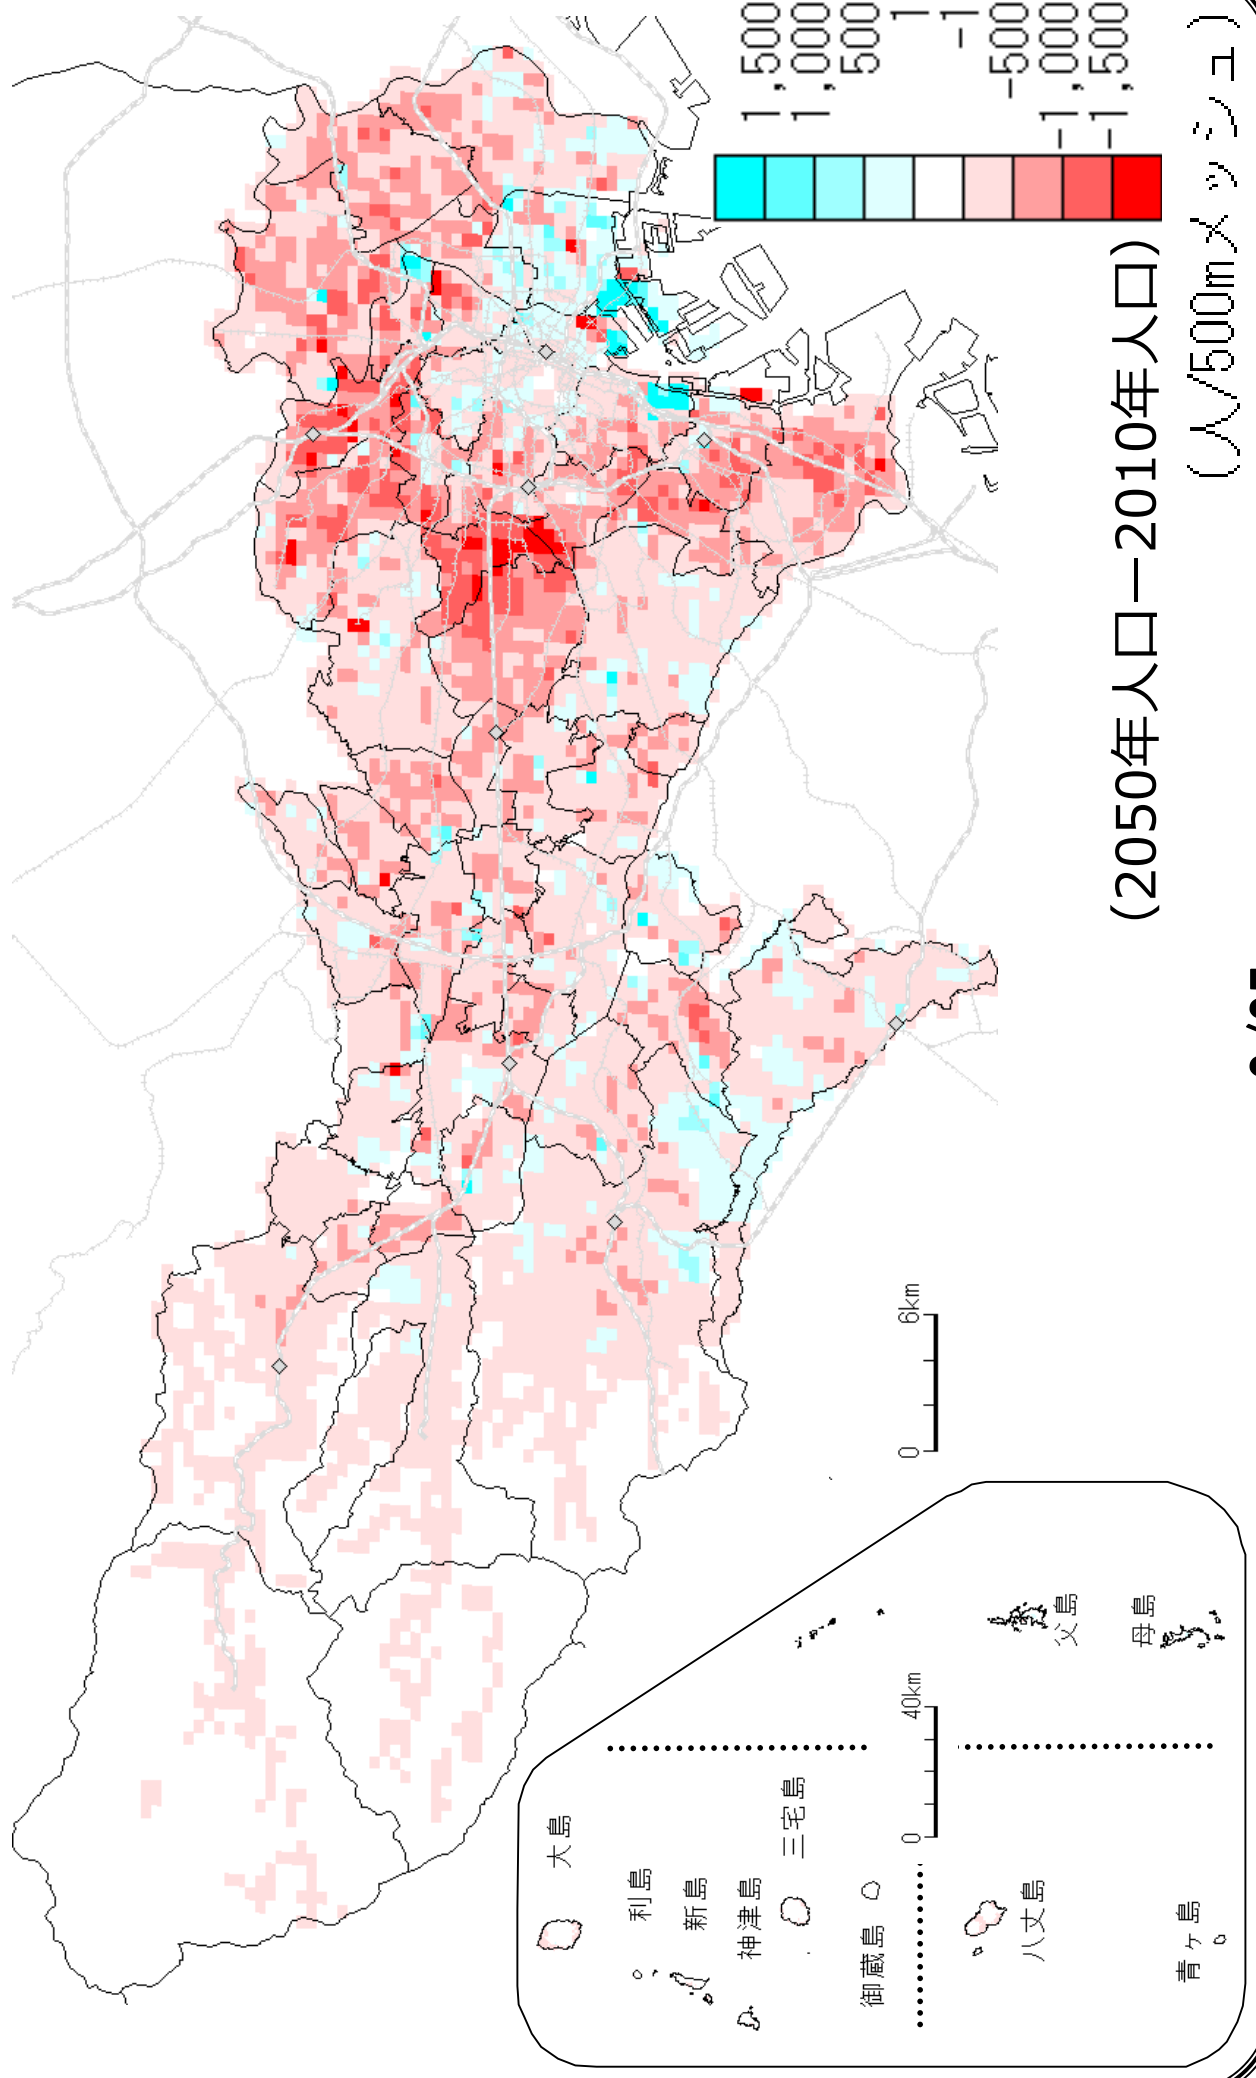 1,500
1,000
500
1
-1
-500
-1,000
-1,500
(人/500mメッシュ)
(2050年人口ー2010年人口)
0
6km
大島
利島
新島
神津島
三宅島
御蔵島
0
40km
八丈島
青ヶ島
父島
母島